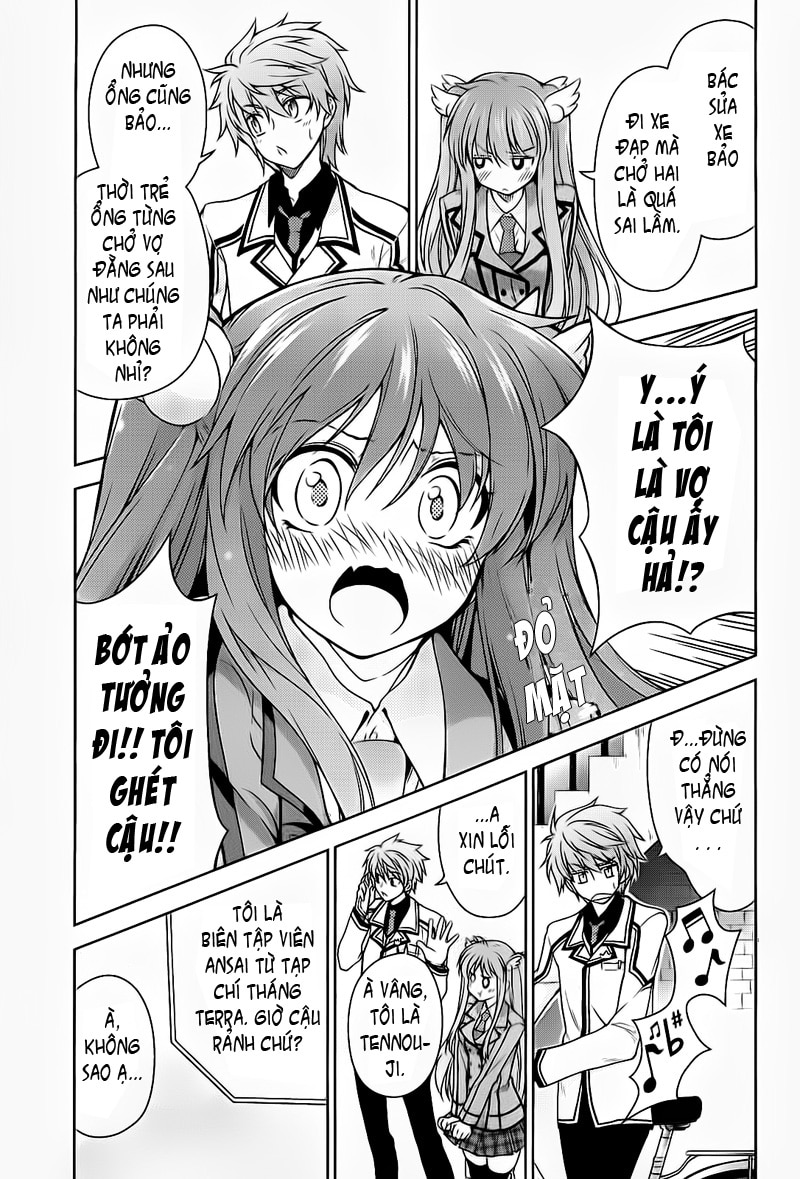 BÁC
SỬA
XE
BẢO
ĐI XE
ĐẠP MÀ
CHỞ HAI
LÀ QUÁ
SAI LẦM.
NHƯNG
ỔNG CŨNG
BẢO...
THỜI TRẺ
ỔNG TỪNG
CHỞ VỢ
ĐẰNG SAU
NHƯ CHÚNG
TA PHẢI
KHÔNG
NHỈ?
Y...Ý
LÀ TÔI
LÀ VỢ
CẬU ẤY
HẢ!?
ĐỎ
MẶT
BỚT ẢO
TƯỞNG
ĐI!! TÔI
GHÉT
CẬU!!
Đ...ĐỪNG
CÓ NÓI
THẲNG
VẬY CHỨ
...
...A
XIN LỖI
CHÚT.
À VÂNG,
TÔI LÀ
TENNOU-
JI.
TÔI LÀ
BIÊN TẬP VIÊN
ANSAI TỪ TẠP
CHÍ THÁNG
TERRA. GIỜ CẬU
RẢNH CHỨ?
À,
KHÔNG
SAO Ạ...